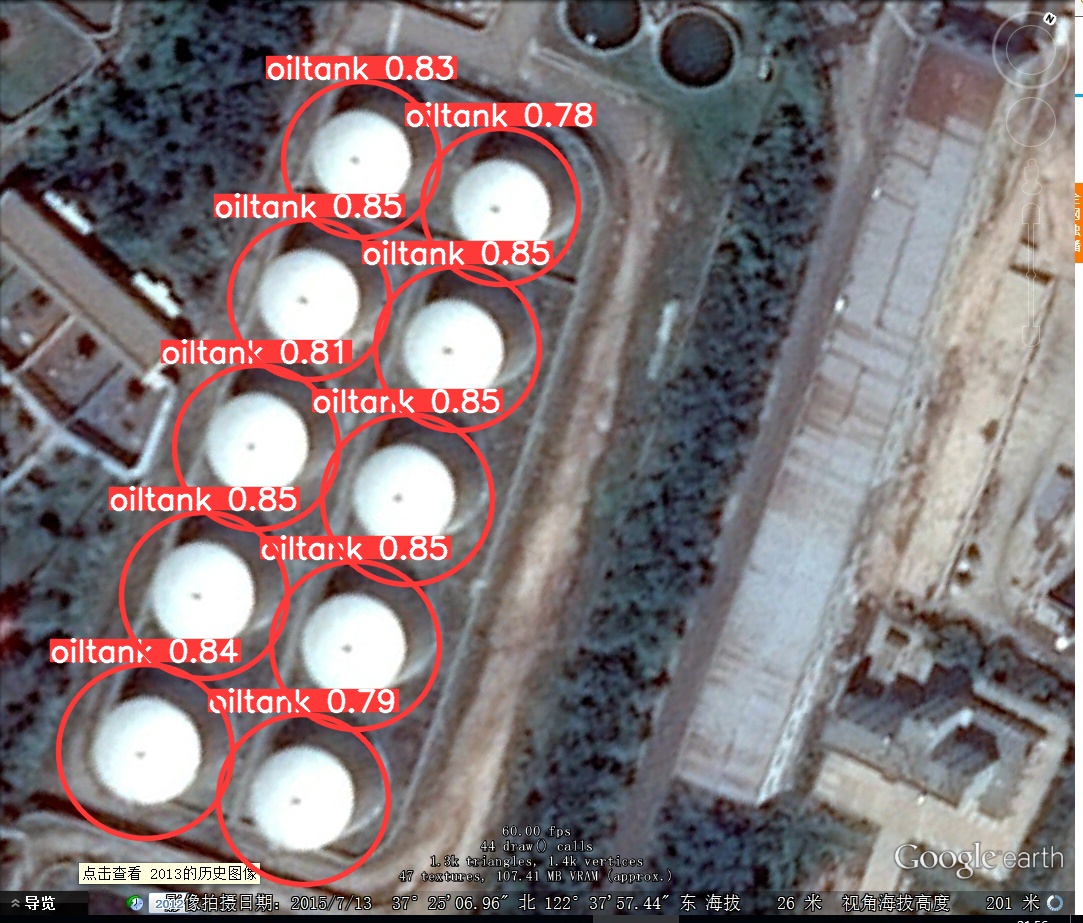 N
oiltank 0.83
oiltank 0.78
oiltank 0.85
oiltank 0.85
oiltank 0.81
oiltank 0.85
oiltank 0.85
oiltank 0.85
oiltank 0.84
oiltank 0.79
60.00 fps
44 draw() calls
1.3k triangles, 1.4k vertices
47 textures, 107.41 MB VRAM (approx.)
Google earth
点击查看 2013的历史图像
导览 2012 影像拍摄日期: 2015/7/13 37° 25'06.96" 北 122° 37'57.44" 东 海拔 26 米 视角海拔高度 201 米